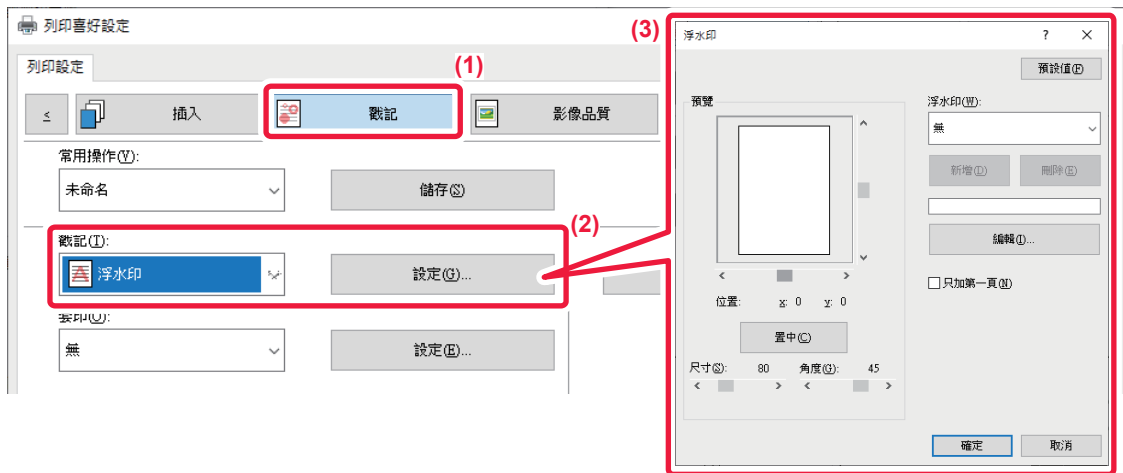 列印喜好設定
列印設定
(1)
≤
插入
戳記
影像品質
常用操作(V):
未命名
儲存(S)
(2)
戳記(T):
浮水印
設定(G)...
套印(O):
無
設定(E)...
(3)
浮水印
?
預設值(F)
預覽
浮水印(W):
無
新增(D)
刪除(E)
編輯(I)...
只加第一頁(N)
位置: x: 0 y: 0
置中(C)
尺寸(S): 80 角度(G): 45
確定
取消